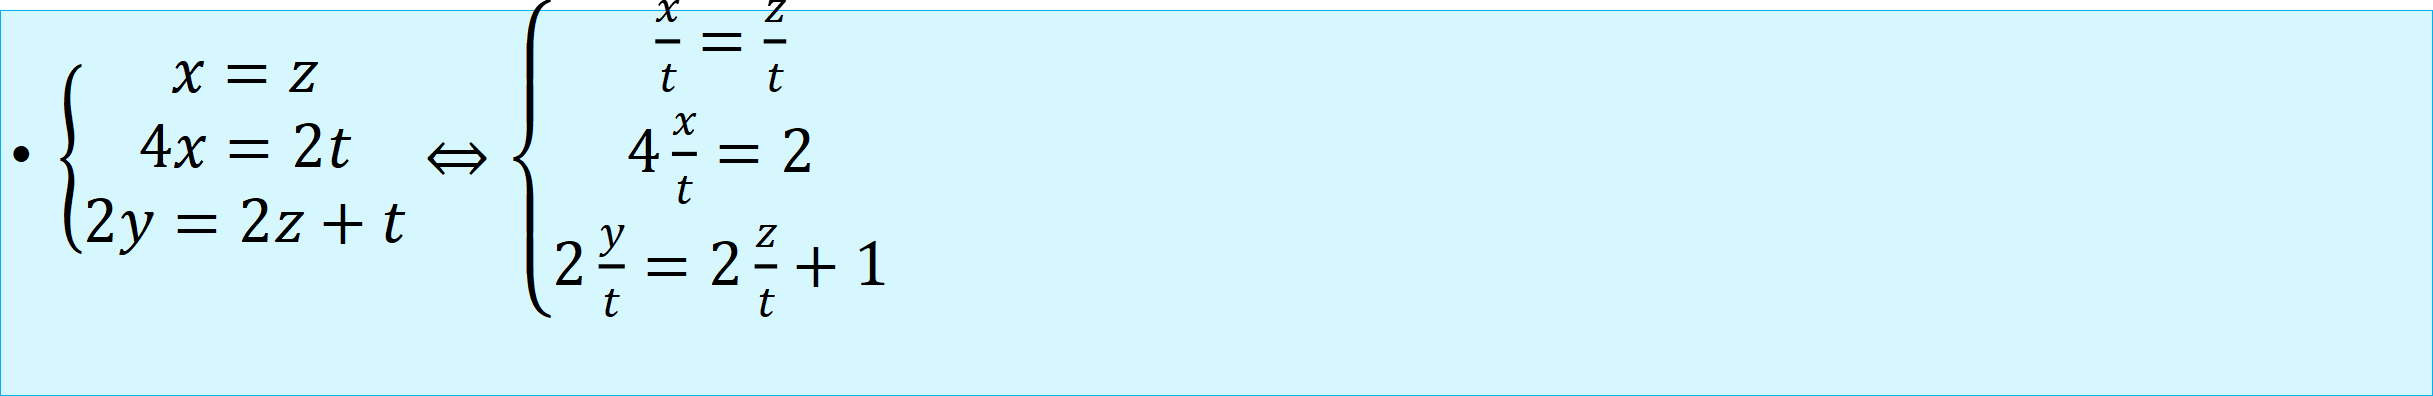 • { x = z
4x = 2t
2y = 2z + t
⇔ { x/t = z/t
4 x/t = 2
2 y/t = 2 z/t + 1